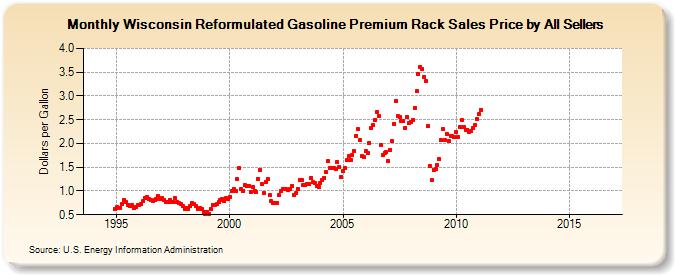 Monthly Wisconsin Reformulated Gasoline Premium Rack Sales Price by All Sellers
Dollars per Gallon
4.0
3.5
3.0
2.5
2.0
1.5
1.0
0.5
1995 2000 2005 2010 2015
Source: U.S. Energy Information Administration